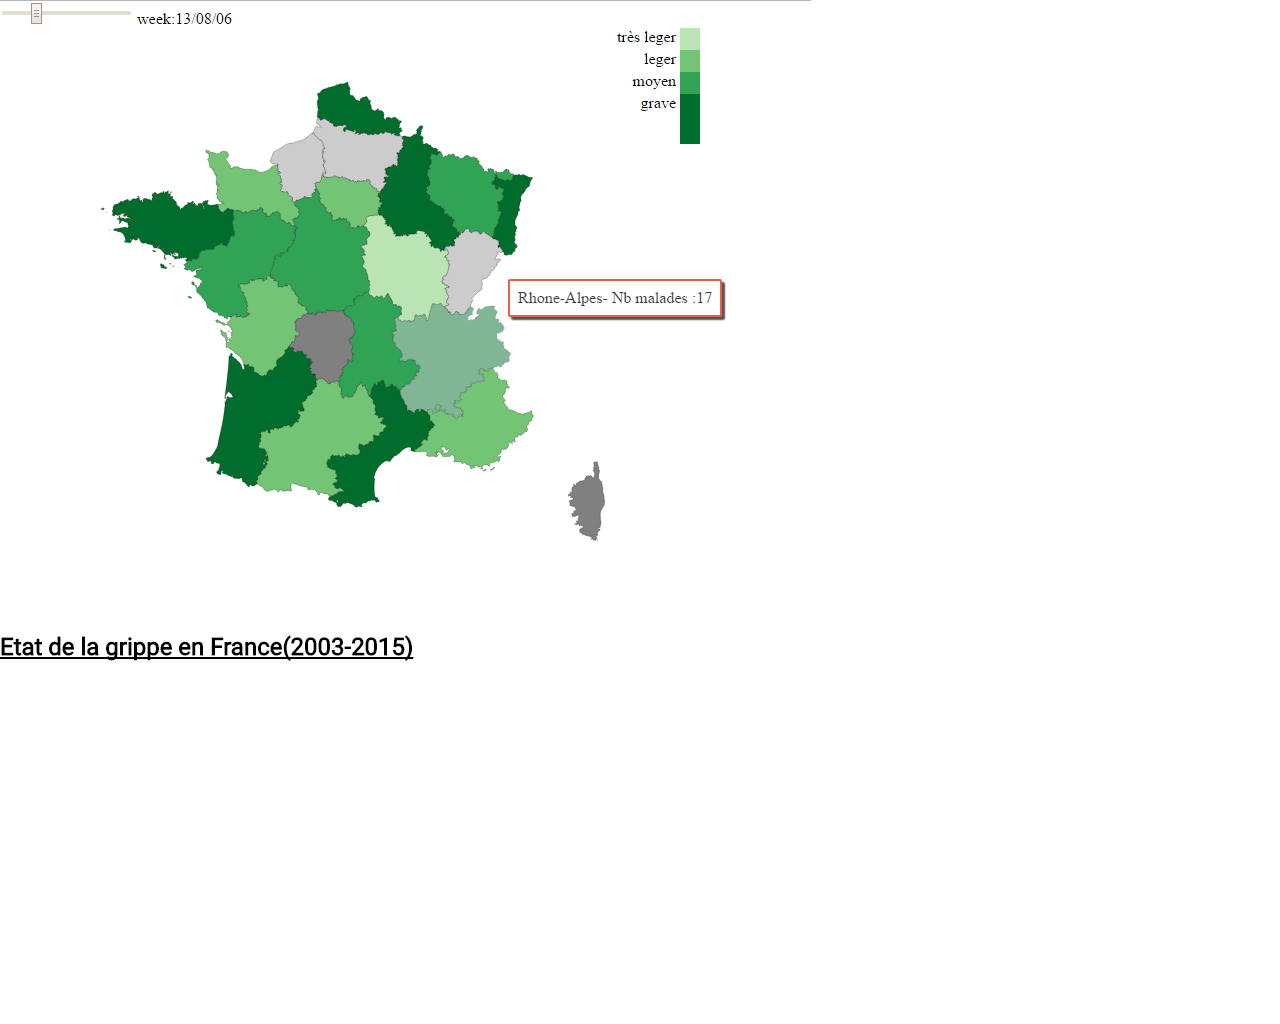 week:13/08/06
très leger
leger
moyen
grave
Rhone-Alpes- Nb malades :17
Etat de la grippe en France(2003-2015)